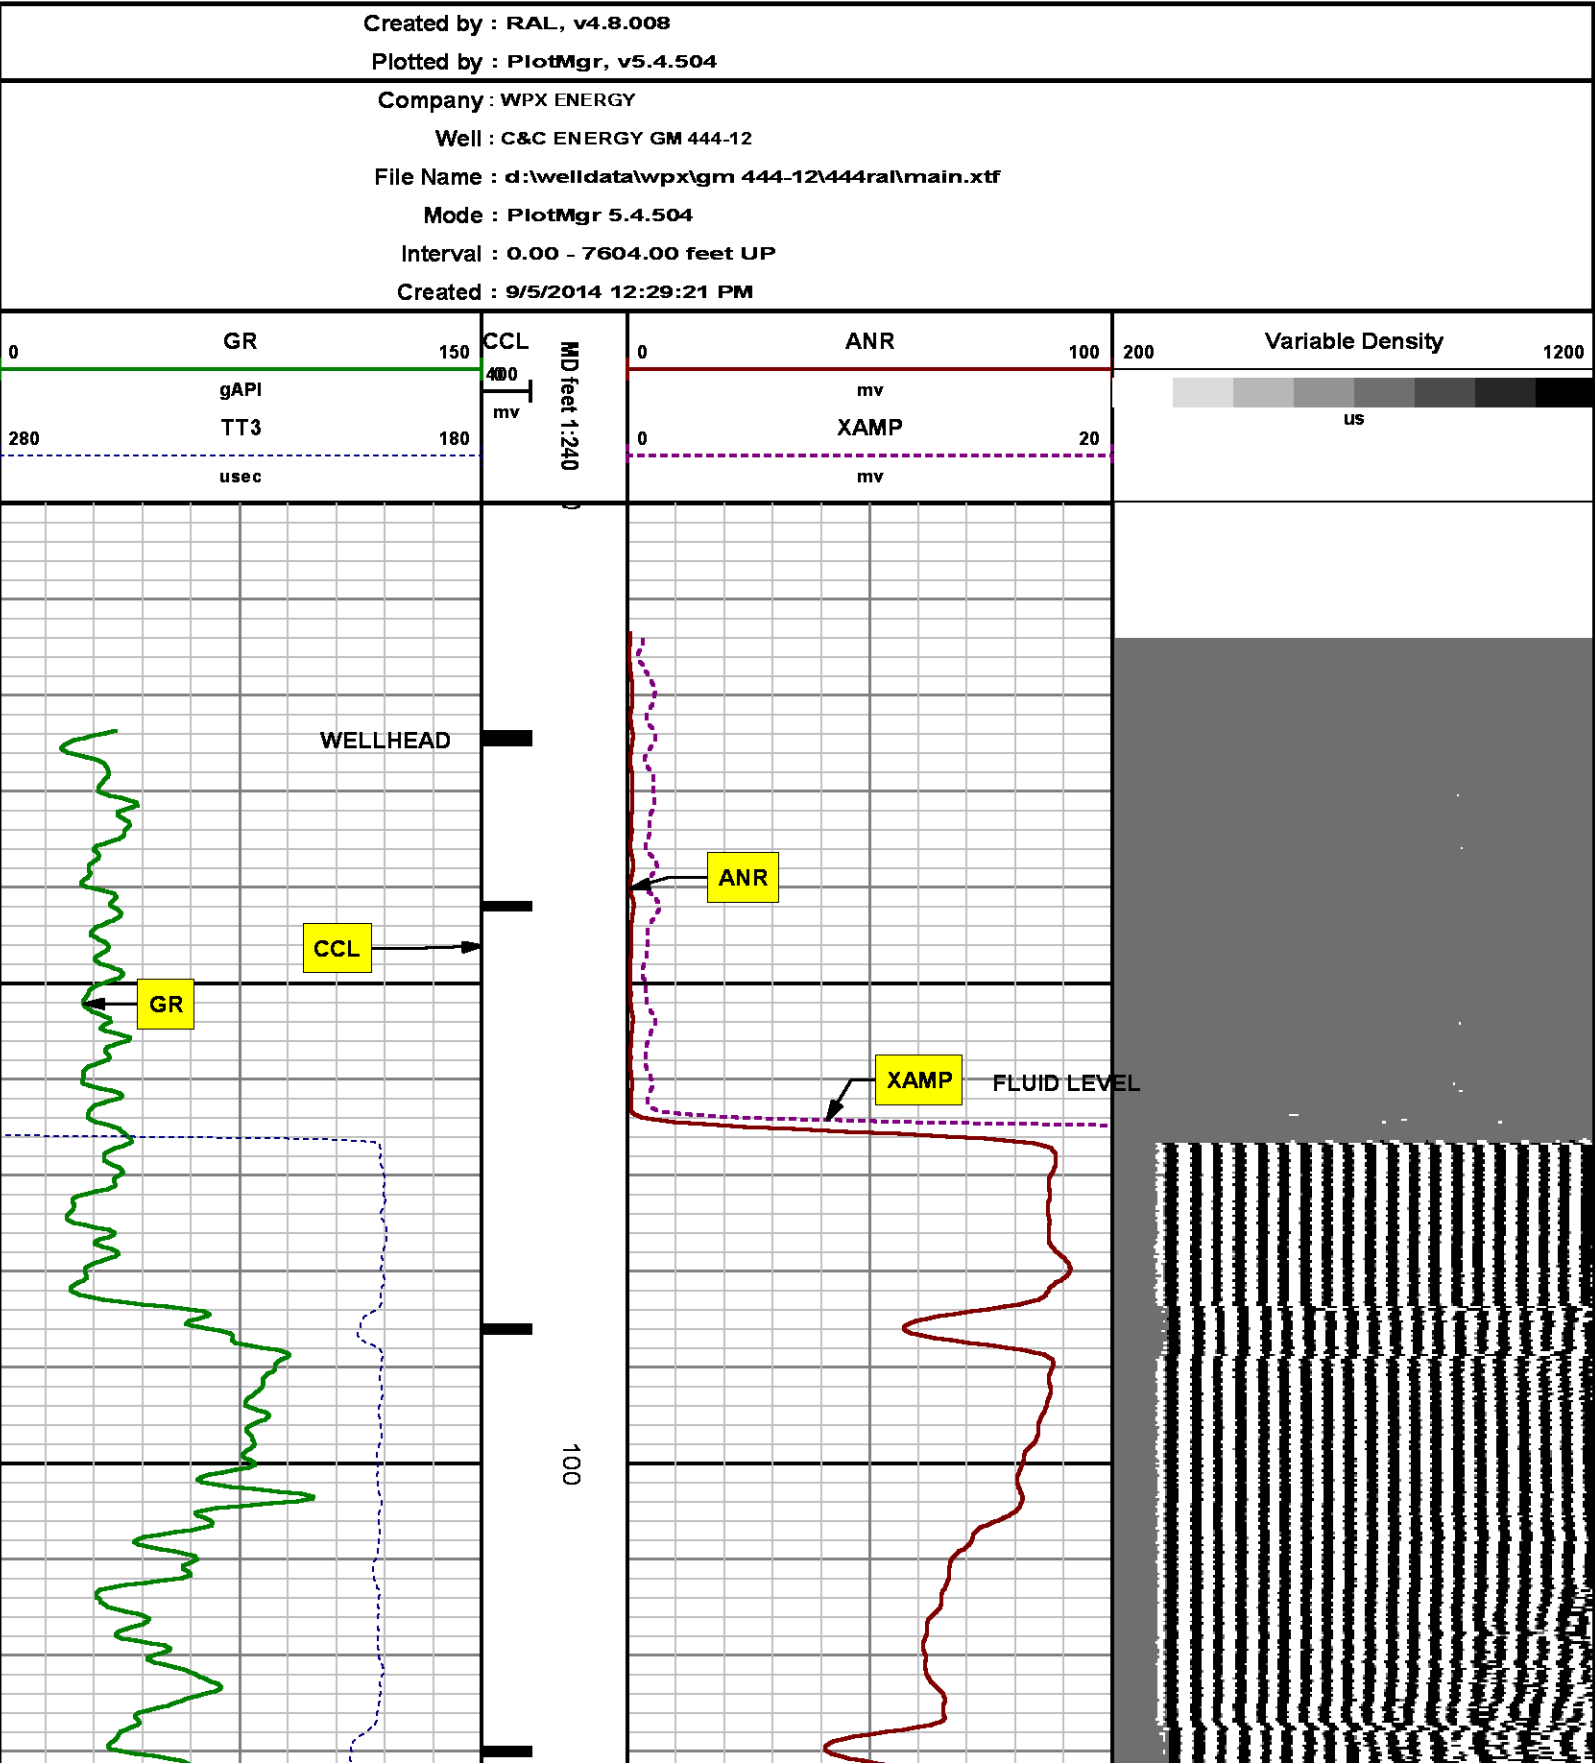 Created by : RAL, v4.8.008
Plotted by : PlotMgr, v5.4.504
Company : WPX ENERGY
Well : C&C ENERGY GM 444-12
File Name : d:\welldata\wpx\gm 444-12\444ral\main.xtf
Mode : PlotMgr 5.4.504
Interval : 0.00 - 7604.00 feet UP
Created : 9/5/2014 12:29:21 PM
0 GR 150
gAPI
280 TT3 180
usec
CCL
mv
MD feet 1:240
0 ANR 100
mv
0 XAMP 20
mv
200 Variable Density 1200
us
WELLHEAD
ANR
CCL
GR
XAMP
FLUID LEVEL
100